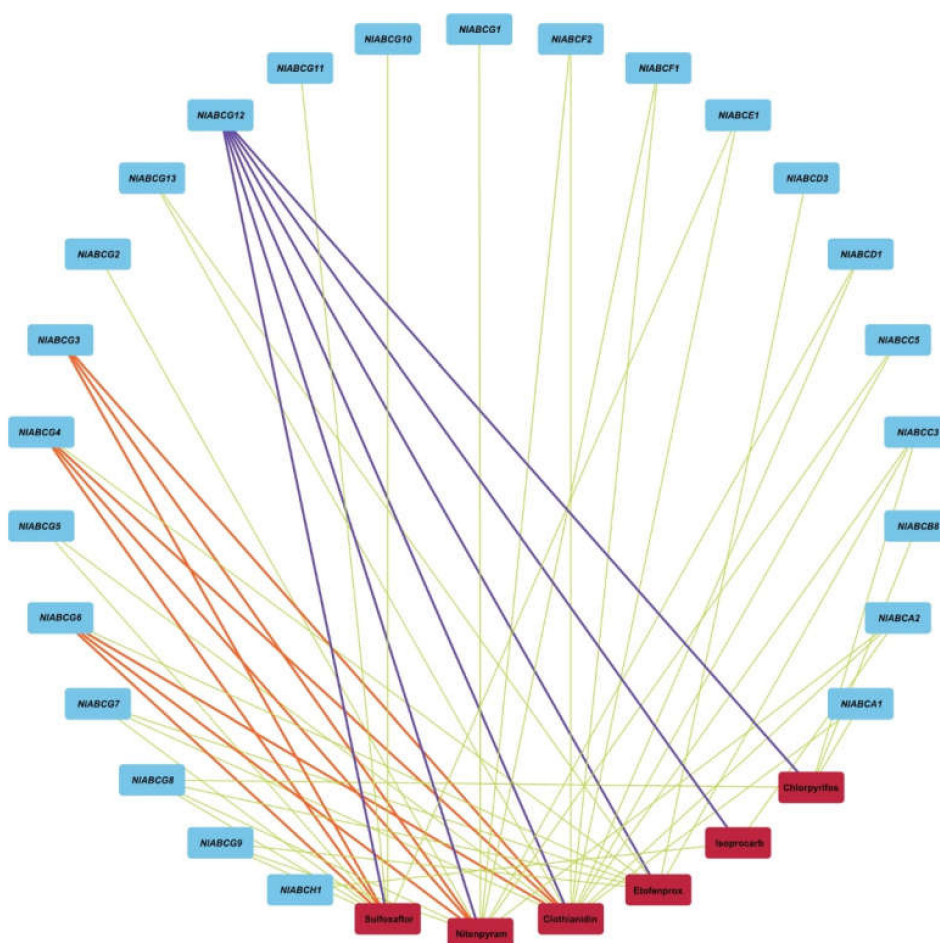 NlABCG1
NlABCG10
NlABCF2
NlABCG11
NlABCF1
NlABCG12
NlABCE1
NlABCG13
NlABCD3
NlABCG2
NlABCD1
NlABCG3
NlABCC5
NlABCG4
NlABCC3
NlABCG5
NlABCB8
NlABCG6
NlABCA2
NlABCG7
NlABCA1
NlABCG8
Chlorpyrifos
NlABCG9
Isoprocarb
NlABCH1
Etofenprox
Sulfoxaflor
Clothianidin
Nitenpyram